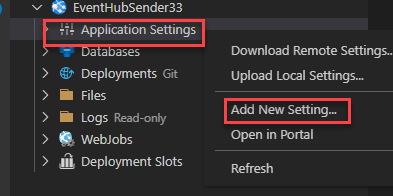 EventHubSender33
Application Settings
Databases
Deployments Git
Files
Logs Read-only
WebJobs
Deployment Slots
Download Remote Settings...
Upload Local Settings...
Add New Setting...
Open in Portal
Refresh